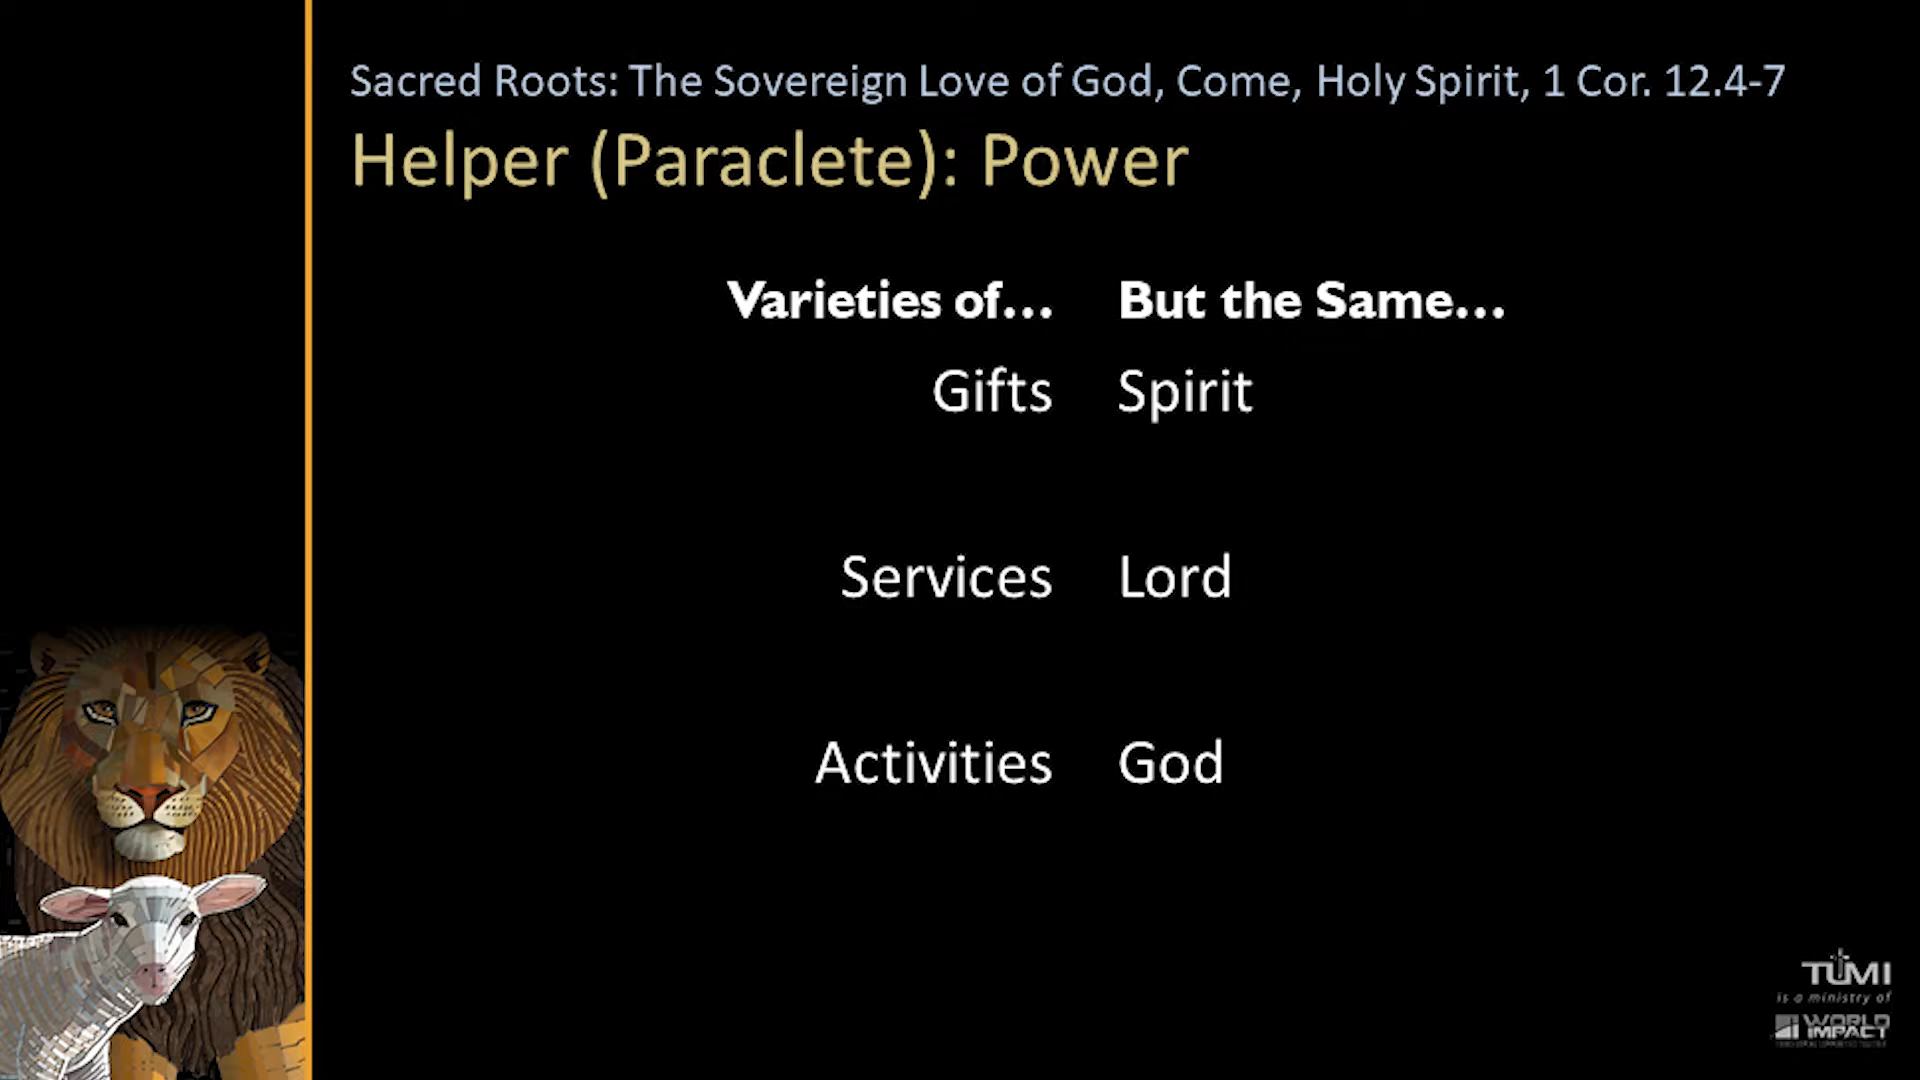 Sacred Roots: The Sovereign Love of God, Come, Holy Spirit, 1 Cor. 12.4-7
Helper (Paraclete): Power
Varieties of... But the Same...
Gifts Spirit
Services Lord
Activities God
TUMI
is a ministry of
WORLD
IMPACT